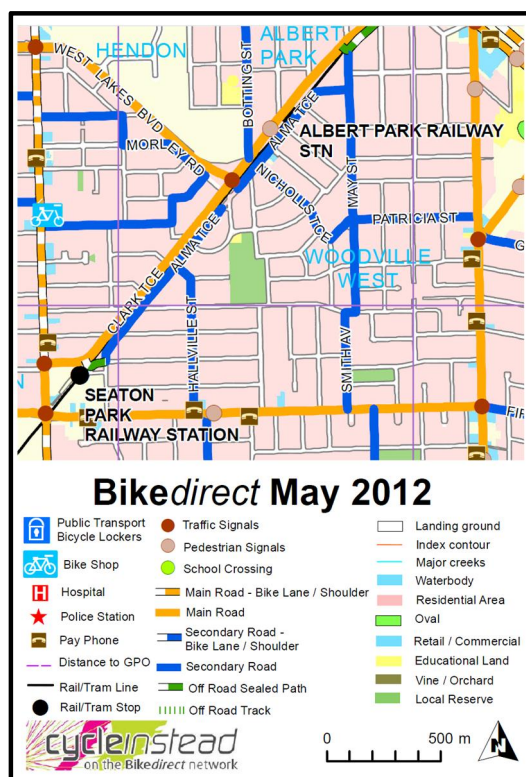 HENDON
ALBERT
PARK
WEST LAKES BVD
BOTTING ST
ALMA TCE
ALBERT PARK RAILWAY
STN
MORLEY RD
NICHOLLS TCE
MAY ST
PATRICIA ST
WOODVILLE
WEST
CLARK TCE
ALMA TCE
HALLVILLE ST
SMITH AV
SEATON
PARK
RAILWAY STATION
FIR
G
N
Bikedirect May 2012
Public Transport
Bicycle Lockers
Bike Shop
H Hospital
Police Station
Pay Phone
Distance to GPO
Rail/Tram Line
Rail/Tram Stop
Traffic Signals
Pedestrian Signals
School Crossing
Main Road - Bike Lane / Shoulder
Main Road
Secondary Road -
Bike Lane / Shoulder
Secondary Road
Off Road Sealed Path
Off Road Track
Landing ground
Index contour
Major creeks
Waterbody
Residential Area
Oval
Retail / Commercial
Educational Land
Vine / Orchard
Local Reserve
cycleinstead
on the Bikedirect network
0 500 m
N